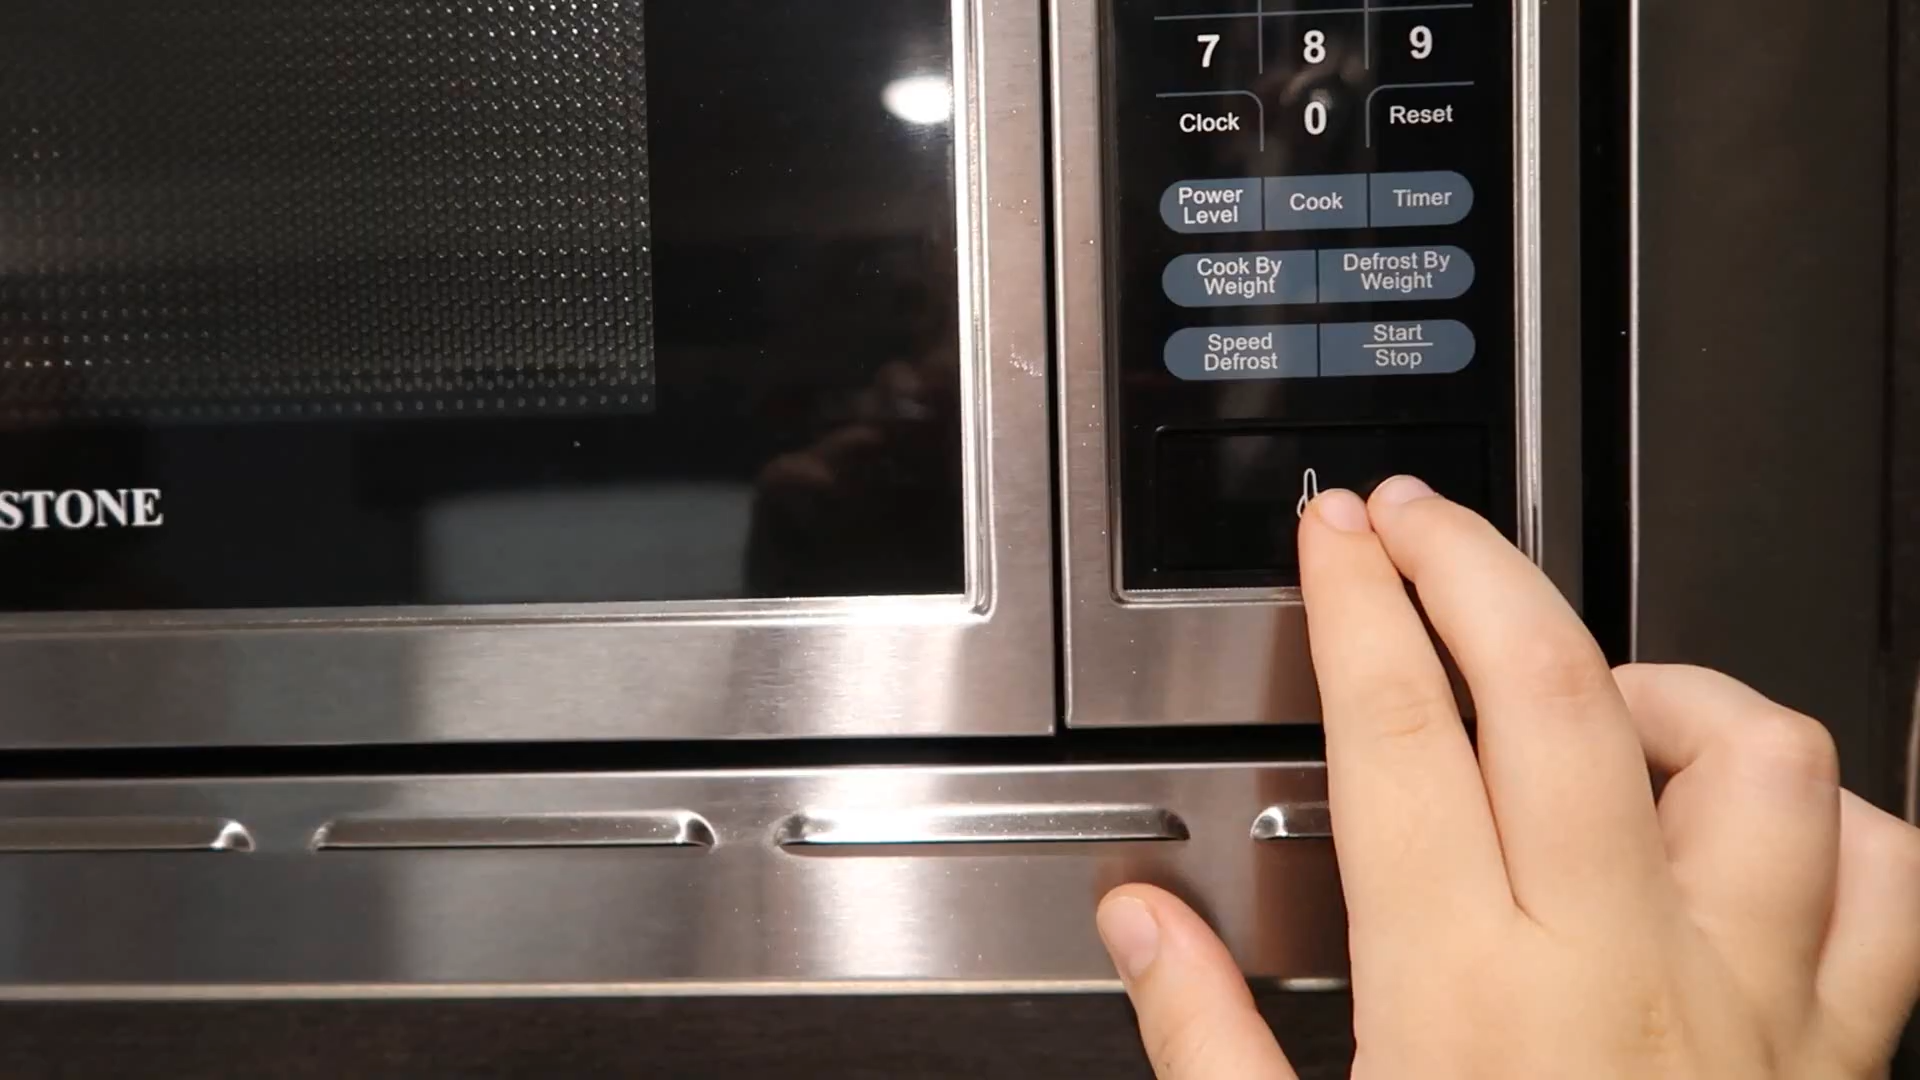 7 8 9
Clock 0 Reset
Power
Level
Cook
Timer
Cook By
Weight
Defrost By
Weight
Speed
Defrost
Start
Stop
STONE